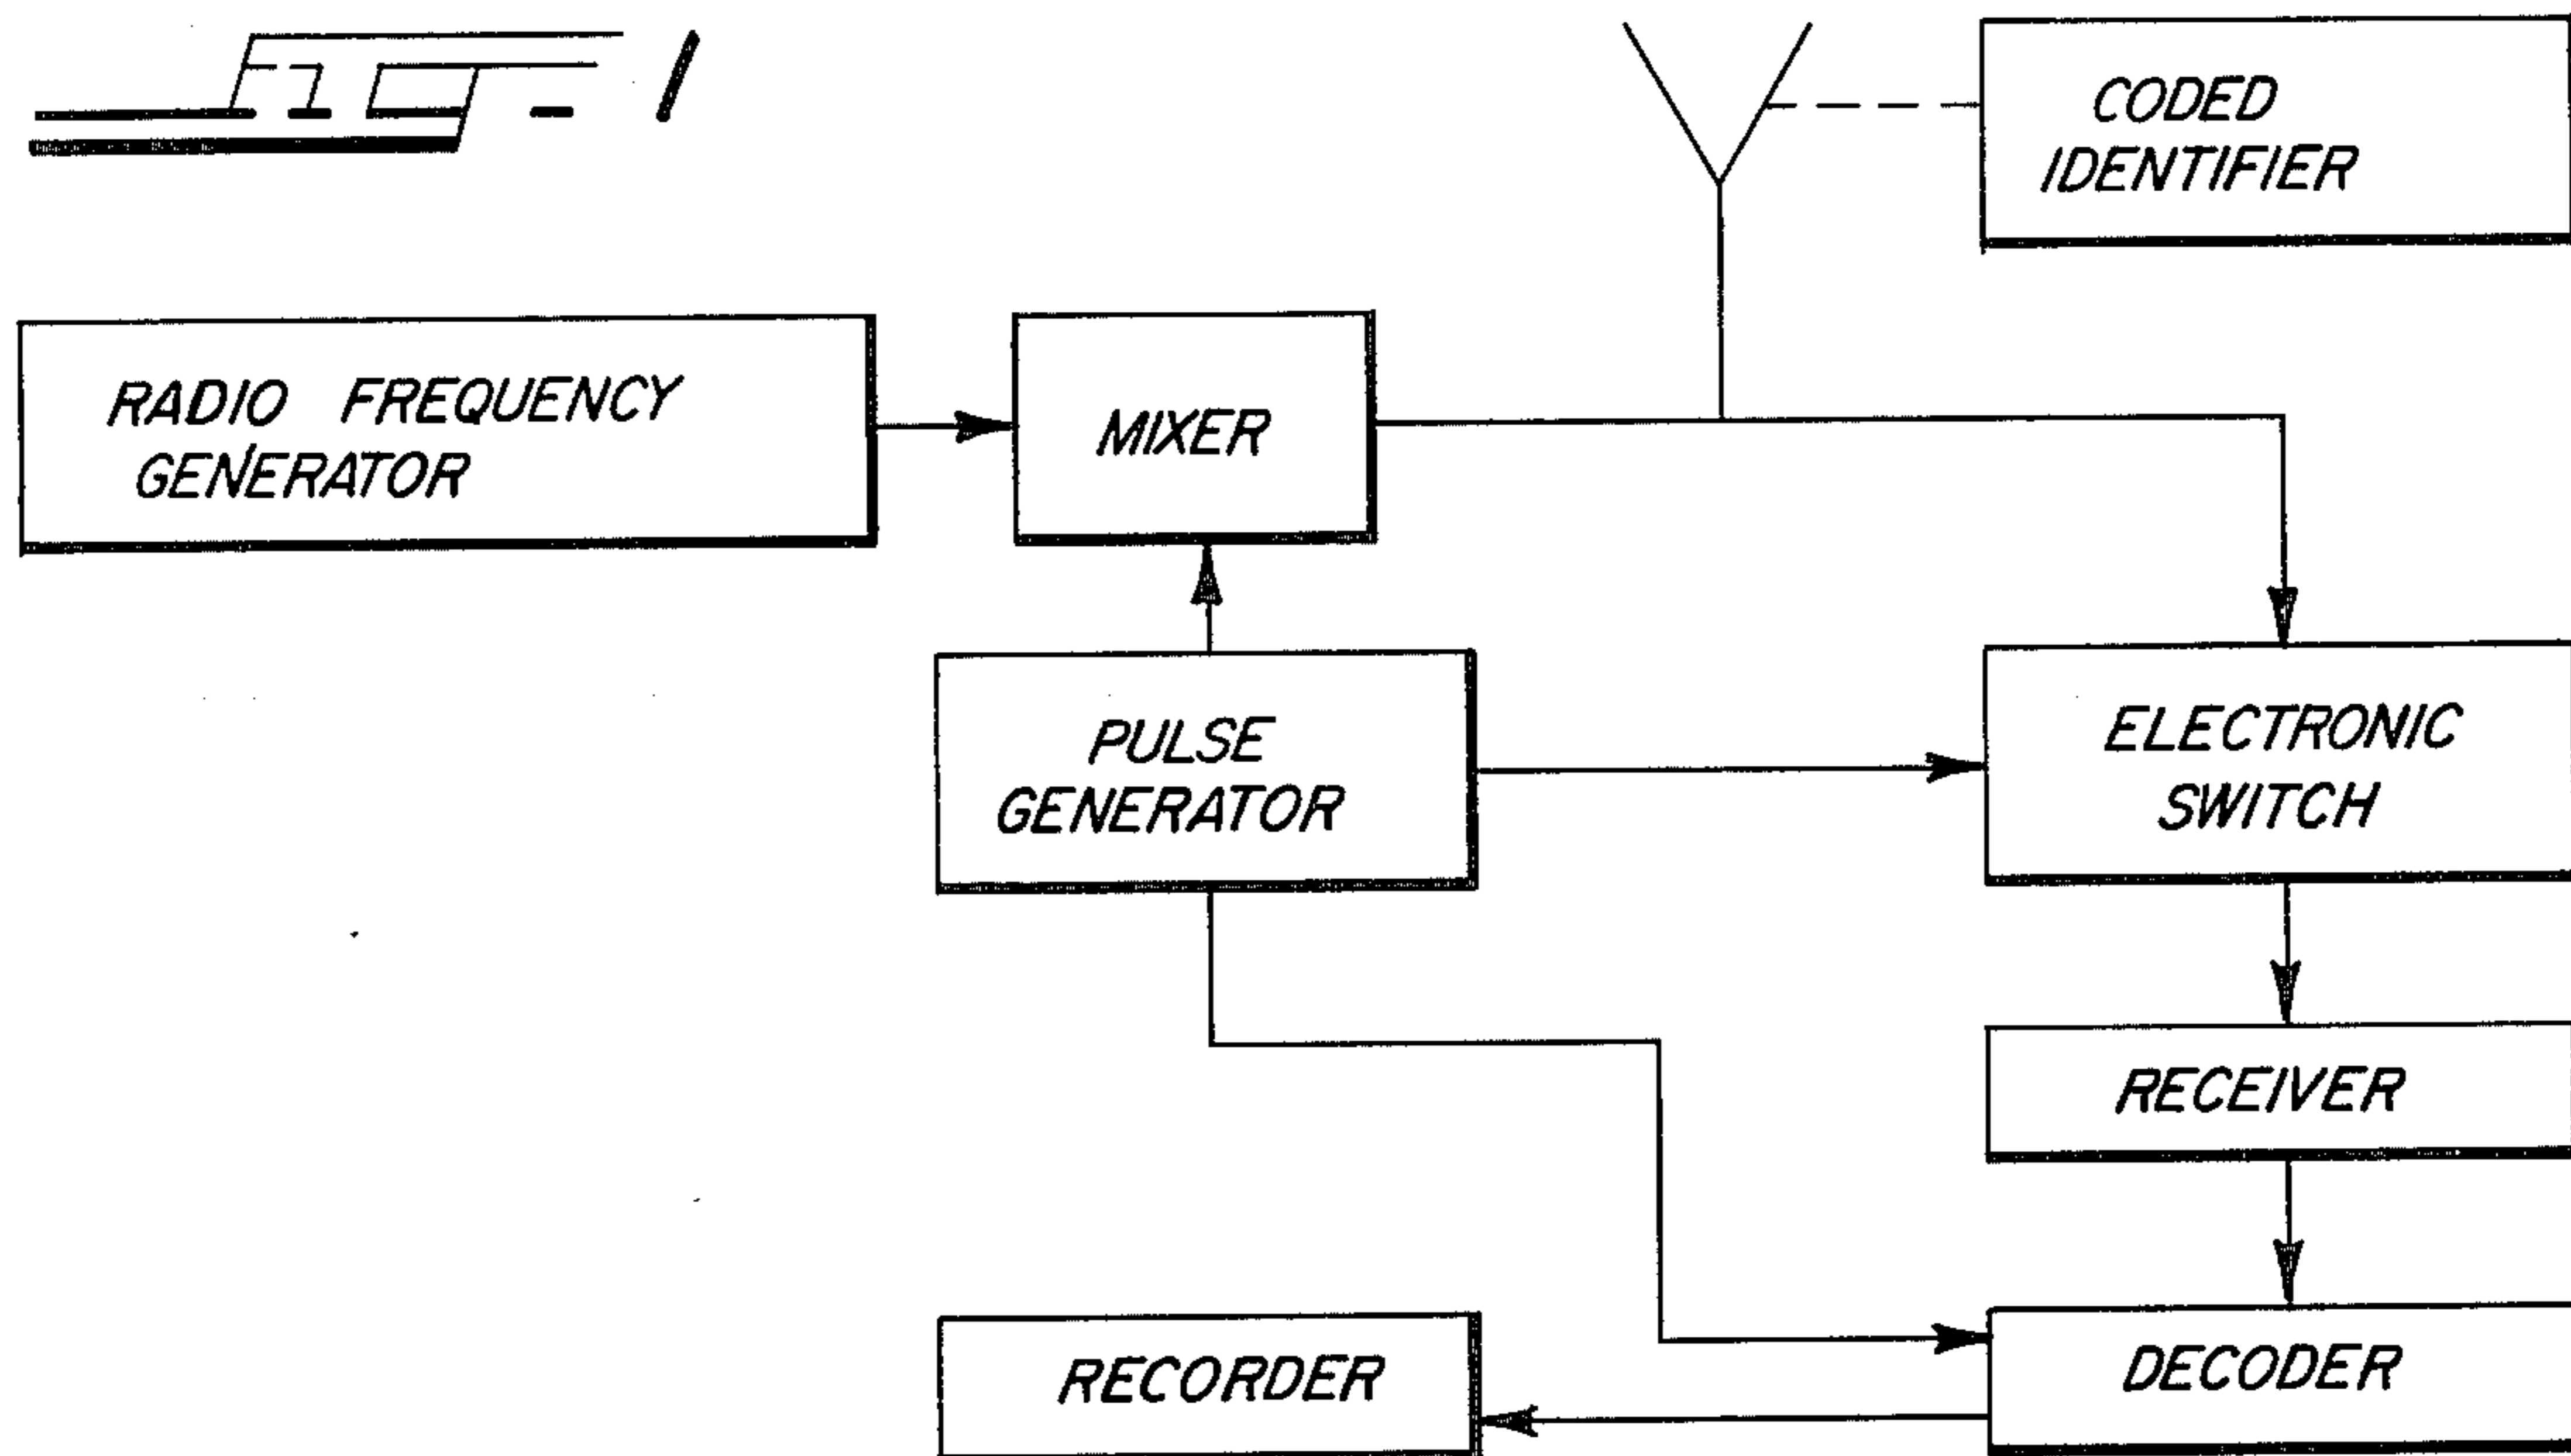 FIG-1
CODED
IDENTIFIER
RADIO FREQUENCY
GENERATOR
MIXER
PULSE
GENERATOR
ELECTRONIC
SWITCH
RECEIVER
RECORDER
DECODER